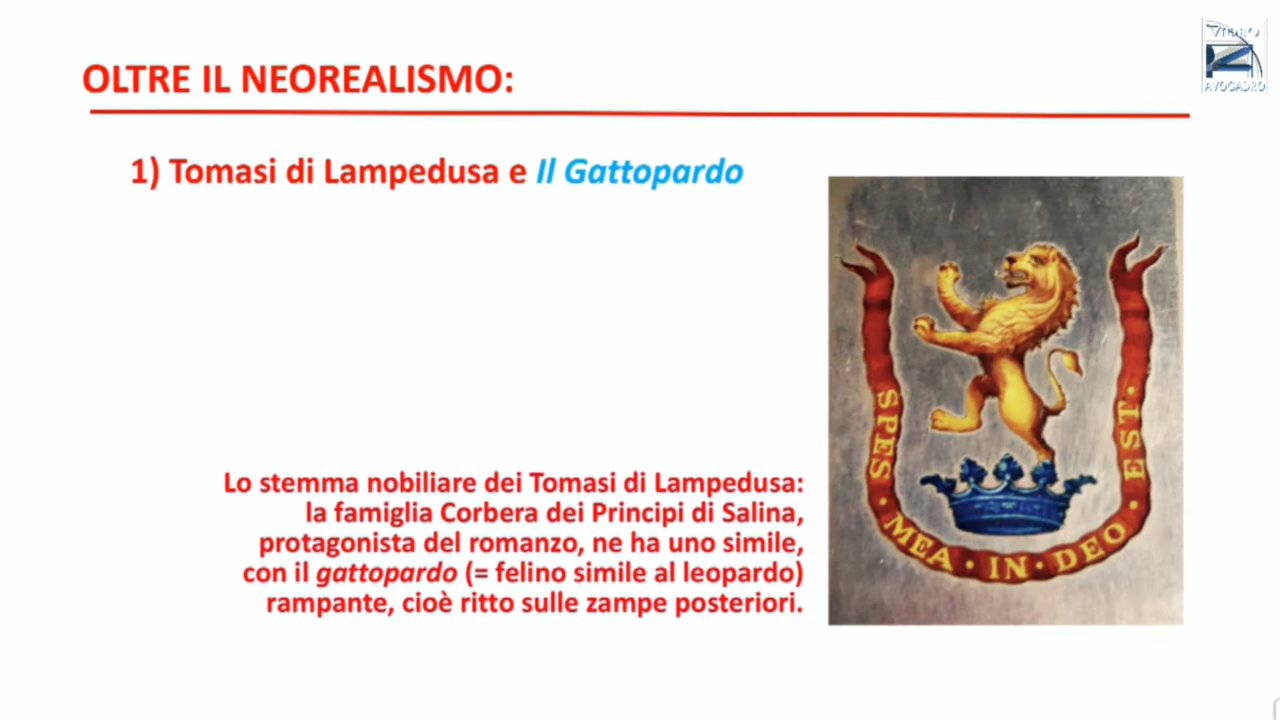 VIDEO
AVOGADRO
OLTRE IL NEOREALISMO:
1) Tomasi di Lampedusa e Il Gattopardo
SPES · MEA · IN · DEO · EST ·
Lo stemma nobiliare dei Tomasi di Lampedusa:
la famiglia Corbera dei Principi di Salina,
protagonista del romanzo, ne ha uno simile,
con il gattopardo (= felino simile al leopardo)
rampante, cioè ritto sulle zampe posteriori.